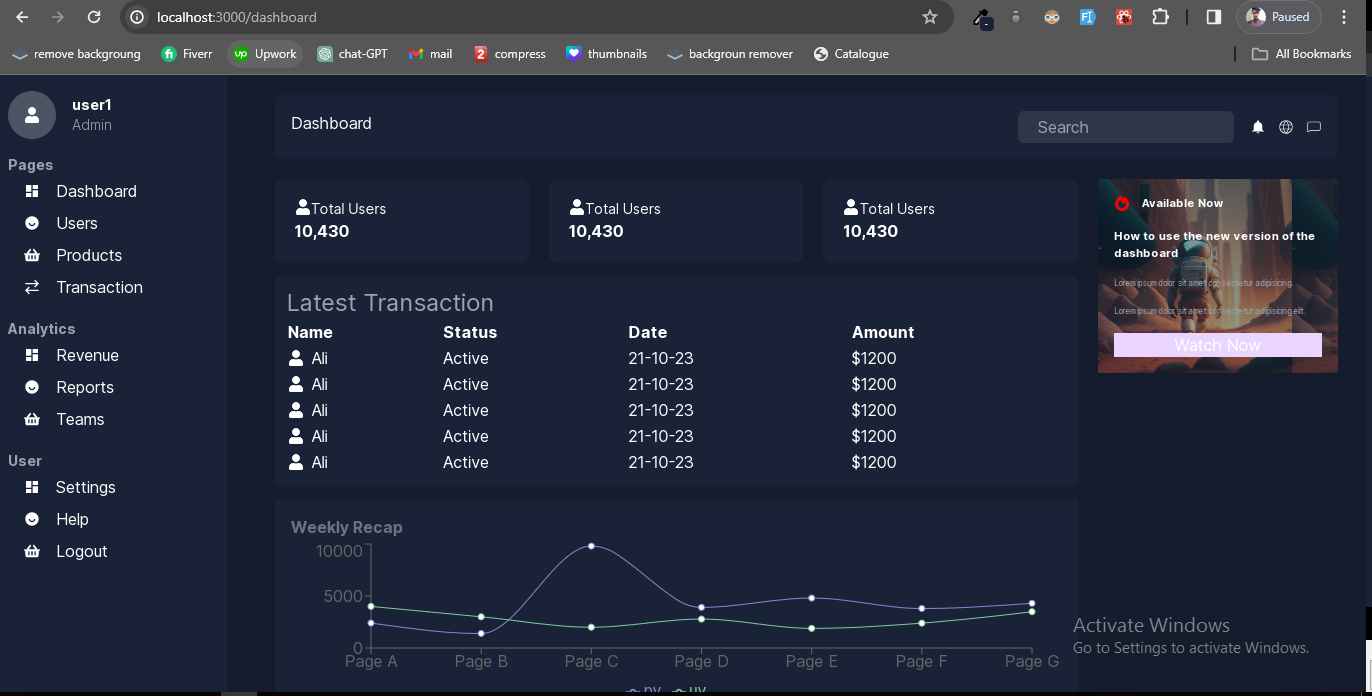 localhost:3000/dashboard
Paused
remove backgroung
Fiverr
Upwork
chat-GPT
mail
compress
thumbnails
backgroun remover
Catalogue
All Bookmarks
user1
Admin
Pages
Dashboard
Users
Products
Transaction
Analytics
Revenue
Reports
Teams
User
Settings
Help
Logout
Dashboard
Search
Total Users
10,430
Total Users
10,430
Total Users
10,430
Available Now
How to use the new version of the
dashboard
Lorem ipsum dolor sit amet consectetur adipisicing.
Lorem ipsum dolor sit amet consectetur adipisicing elit.
Watch Now
Latest Transaction
Name Status Date Amount
Ali Active 21-10-23 $1200
Ali Active 21-10-23 $1200
Ali Active 21-10-23 $1200
Ali Active 21-10-23 $1200
Ali Active 21-10-23 $1200
Weekly Recap
10000
5000
0
Page A Page B Page C Page D Page E Page F Page G
pv uv
Activate Windows
Go to Settings to activate Windows.